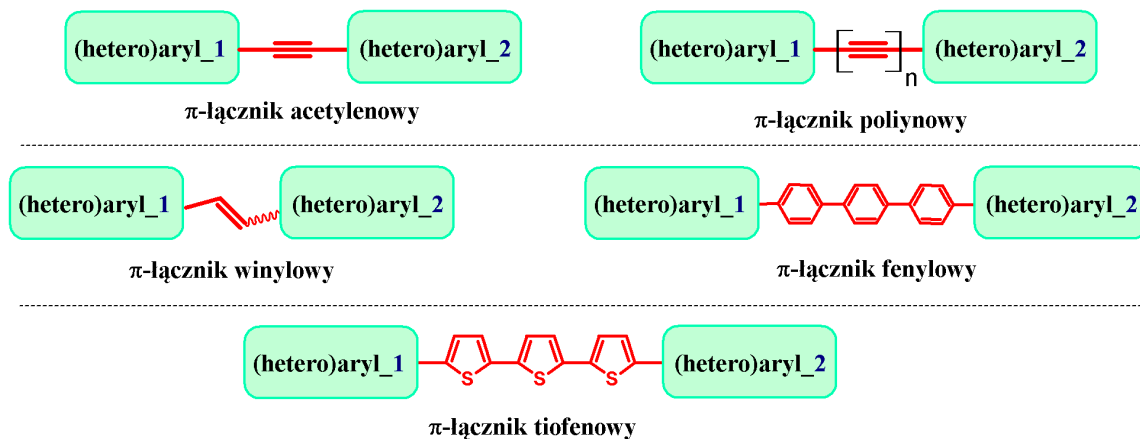 (hetero)aryl_1 (hetero)aryl_2
π-łącznik acetylenowy
(hetero)aryl_1 [ ]n (hetero)aryl_2
π-łącznik poliynowy
(hetero)aryl_1 (hetero)aryl_2
π-łącznik winylowy
(hetero)aryl_1 (hetero)aryl_2
π-łącznik fenylowy
(hetero)aryl_1 S S S (hetero)aryl_2
π-łącznik tiofenowy